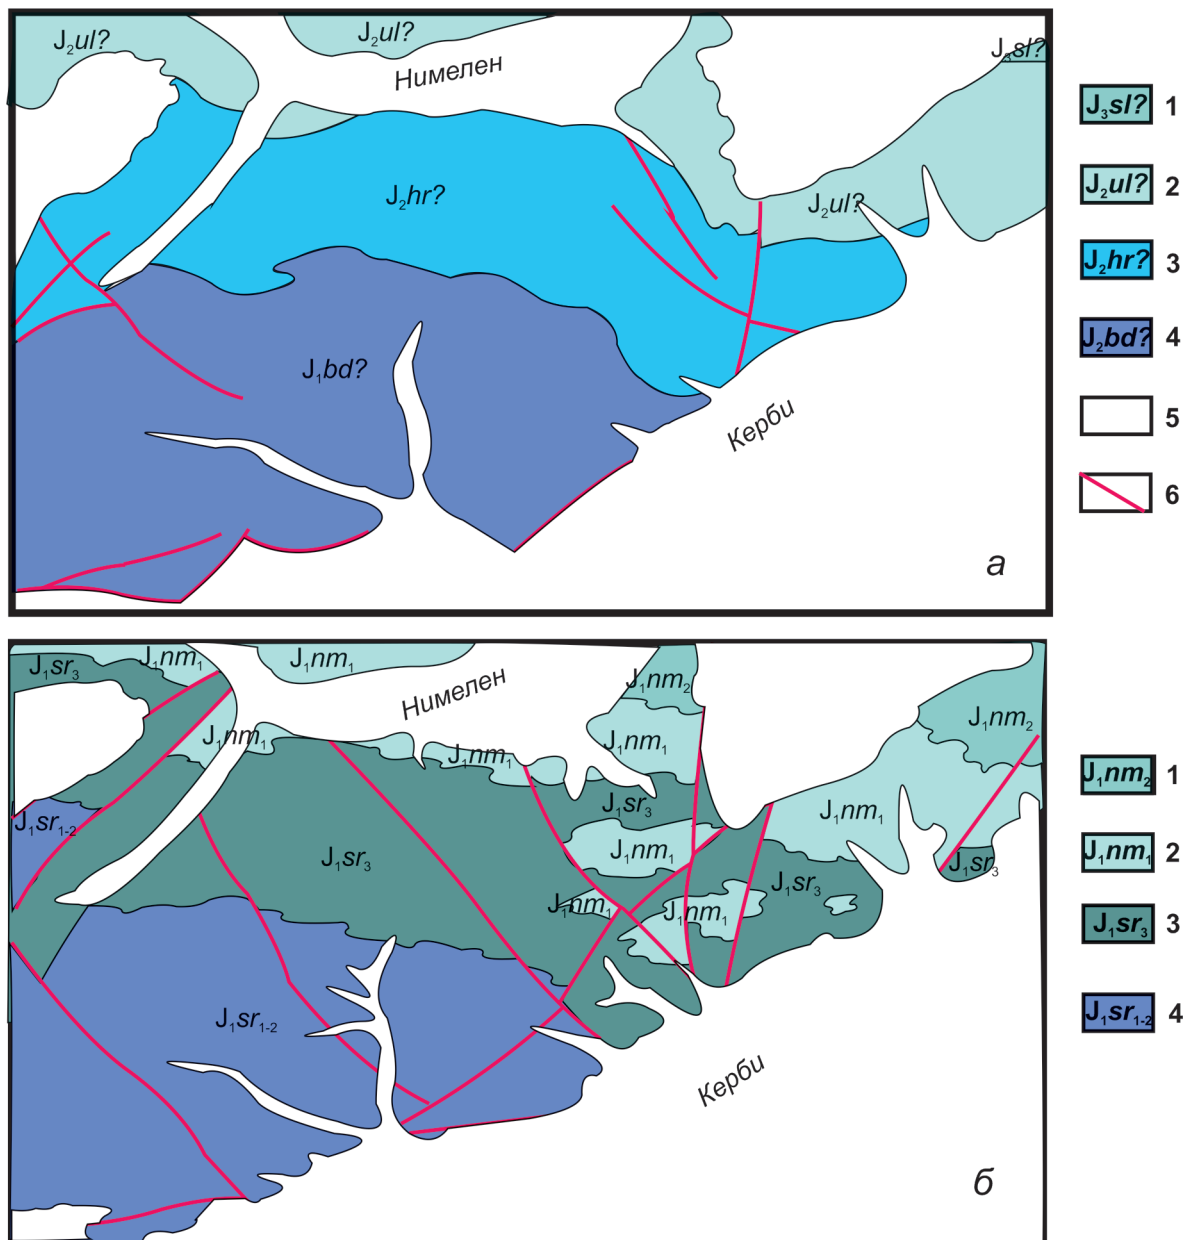 J₂ul?
J₂ul?
J₃sl?
Нимелен
J₂hr?
J₂ul?
J₁bd?
Керби
а
J₃sl? 1
J₂ul? 2
J₂hr? 3
J₂bd? 4
5
6
J₁sr₃
J₁nm₁
J₁nm₁
Нимелен
J₁nm₂
J₁nm₂
J₁nm₁
J₁nm₁
J₁nm₁
J₁sr₃
J₁nm₁
J₁sr₁₋₂
J₁sr₃
J₁nm₁
J₁sr₃
J₁sr₃
J₁nm₁
J₁nm₁
J₁sr₁₋₂
Керби
б
J₁nm₂ 1
J₁nm₁ 2
J₁sr₃ 3
J₁sr₁₋₂ 4